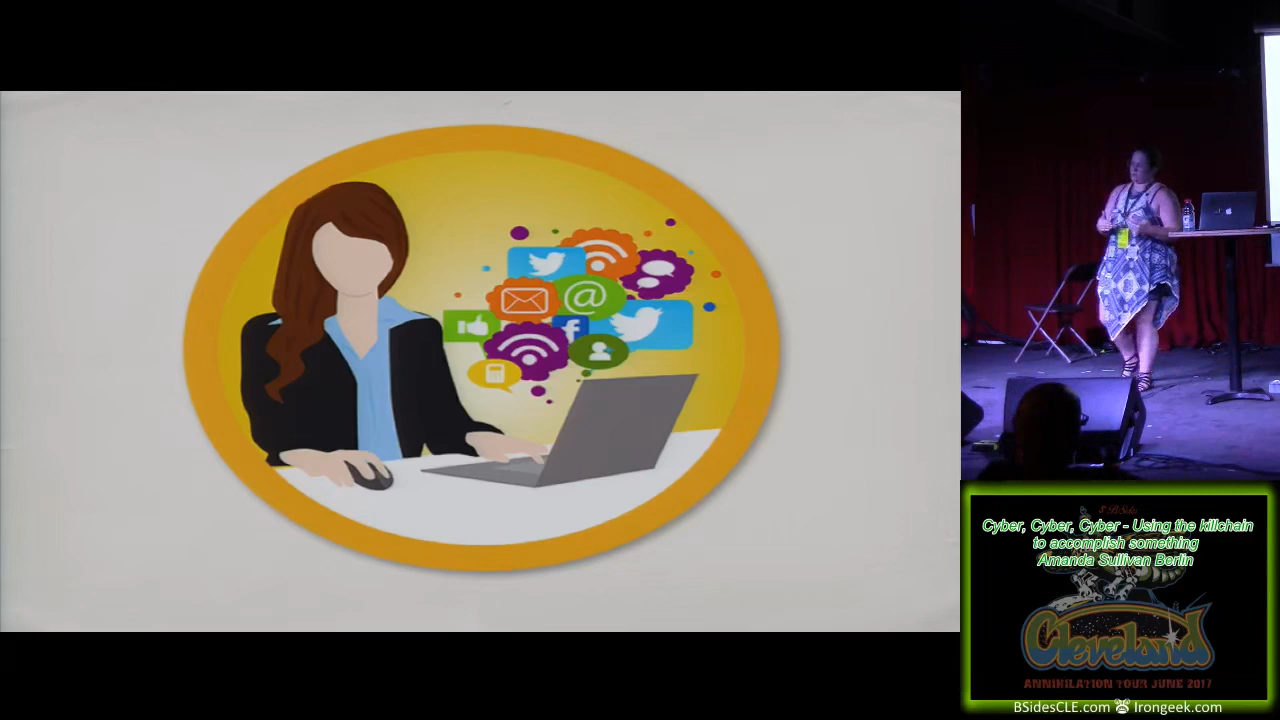 @
f
Cyber, Cyber, Cyber - Using the killchain
to accomplish something
Amanda Sullivan Berlin
Cleveland
ANNIHILATION TOUR JUNE 2017
BSidesCLE.com Irongeek.com